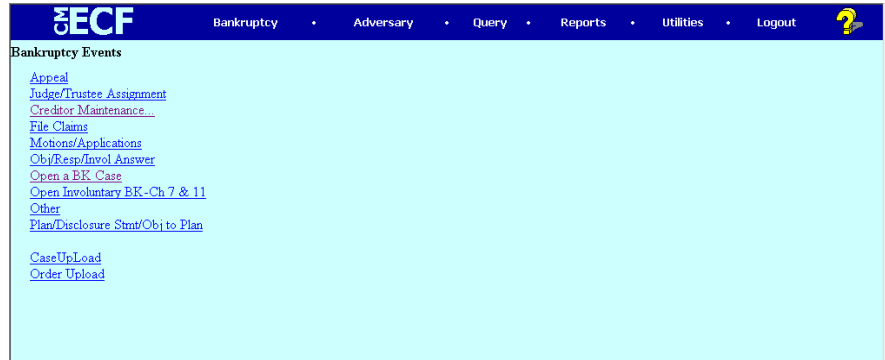 CM ECF Bankruptcy • Adversary • Query • Reports • Utilities • Logout ?
Bankruptcy Events
Appeal
Judge/Trustee Assignment
Creditor Maintenance...
File Claims
Motions/Applications
Obj/Resp/Invol Answer
Open a BK Case
Open Involuntary BK-Ch 7 & 11
Other
Plan/Disclosure Stmt/Obj to Plan
CaseUpLoad
Order Upload